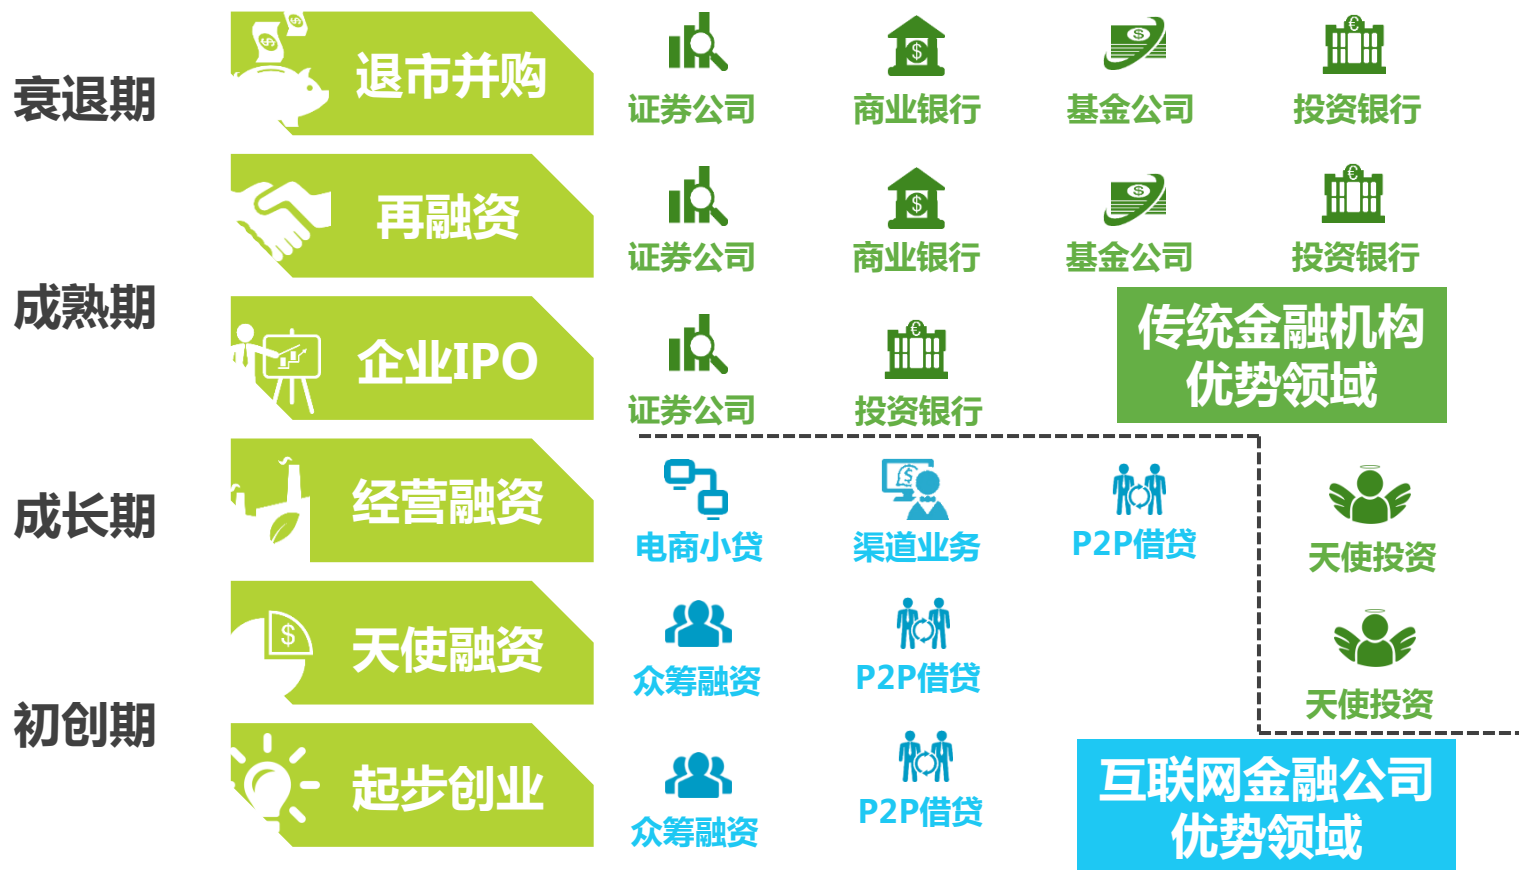 衰退期
退市并购
证券公司
商业银行
基金公司
投资银行
成熟期
再融资
证券公司
商业银行
基金公司
投资银行
企业IPO
证券公司
投资银行
传统金融机构
优势领域
成长期
经营融资
电商小贷
渠道业务
P2P借贷
天使投资
初创期
天使融资
众筹融资
P2P借贷
天使投资
起步创业
众筹融资
P2P借贷
互联网金融公司
优势领域